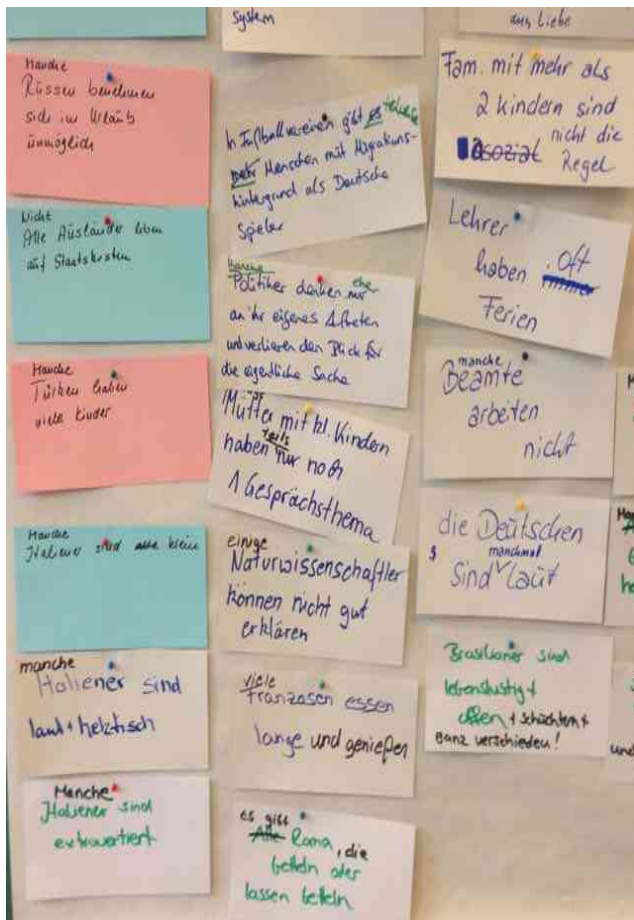 Manche
Russen benehmen
sich im Urlaub
unmöglich
Nicht
Alle Ausländer leben
auf Staatskosten
Manche
Türken haben
viele Kinder
Manche
Italiener sind alle klein
manche
Italiener sind
laut + hektisch
Manche
Italiener sind
extrovertiert
system
In Fußballvereinen gibt es teilweise
mehr Menschen mit Migrations-
hintergrund als Deutsche
Spieler
Manche
Politiker denken nur eher
an ihr eigenes Auftreten
und verlieren den Blick für
die eigentliche Sache
Mütter mit kl. Kindern
teils
haben nur noch
1 Gesprächsthema
einige
Naturwissenschaftler
können nicht gut
erklären
viele
Franzosen essen
lange und genießen
es gibt
Alle Roma, die
betteln oder
lassen betteln
aus Liebe
Fam. mit mehr als
2 Kindern sind
nicht die
asozial Regel
Lehrer
haben oft
Ferien
manche
Beamte
arbeiten
nicht
die Deutschen
manchmal
sind laut
Brasilianer sind
lebenslustig +
offen + schüchtern +
ganz verschieden!
und